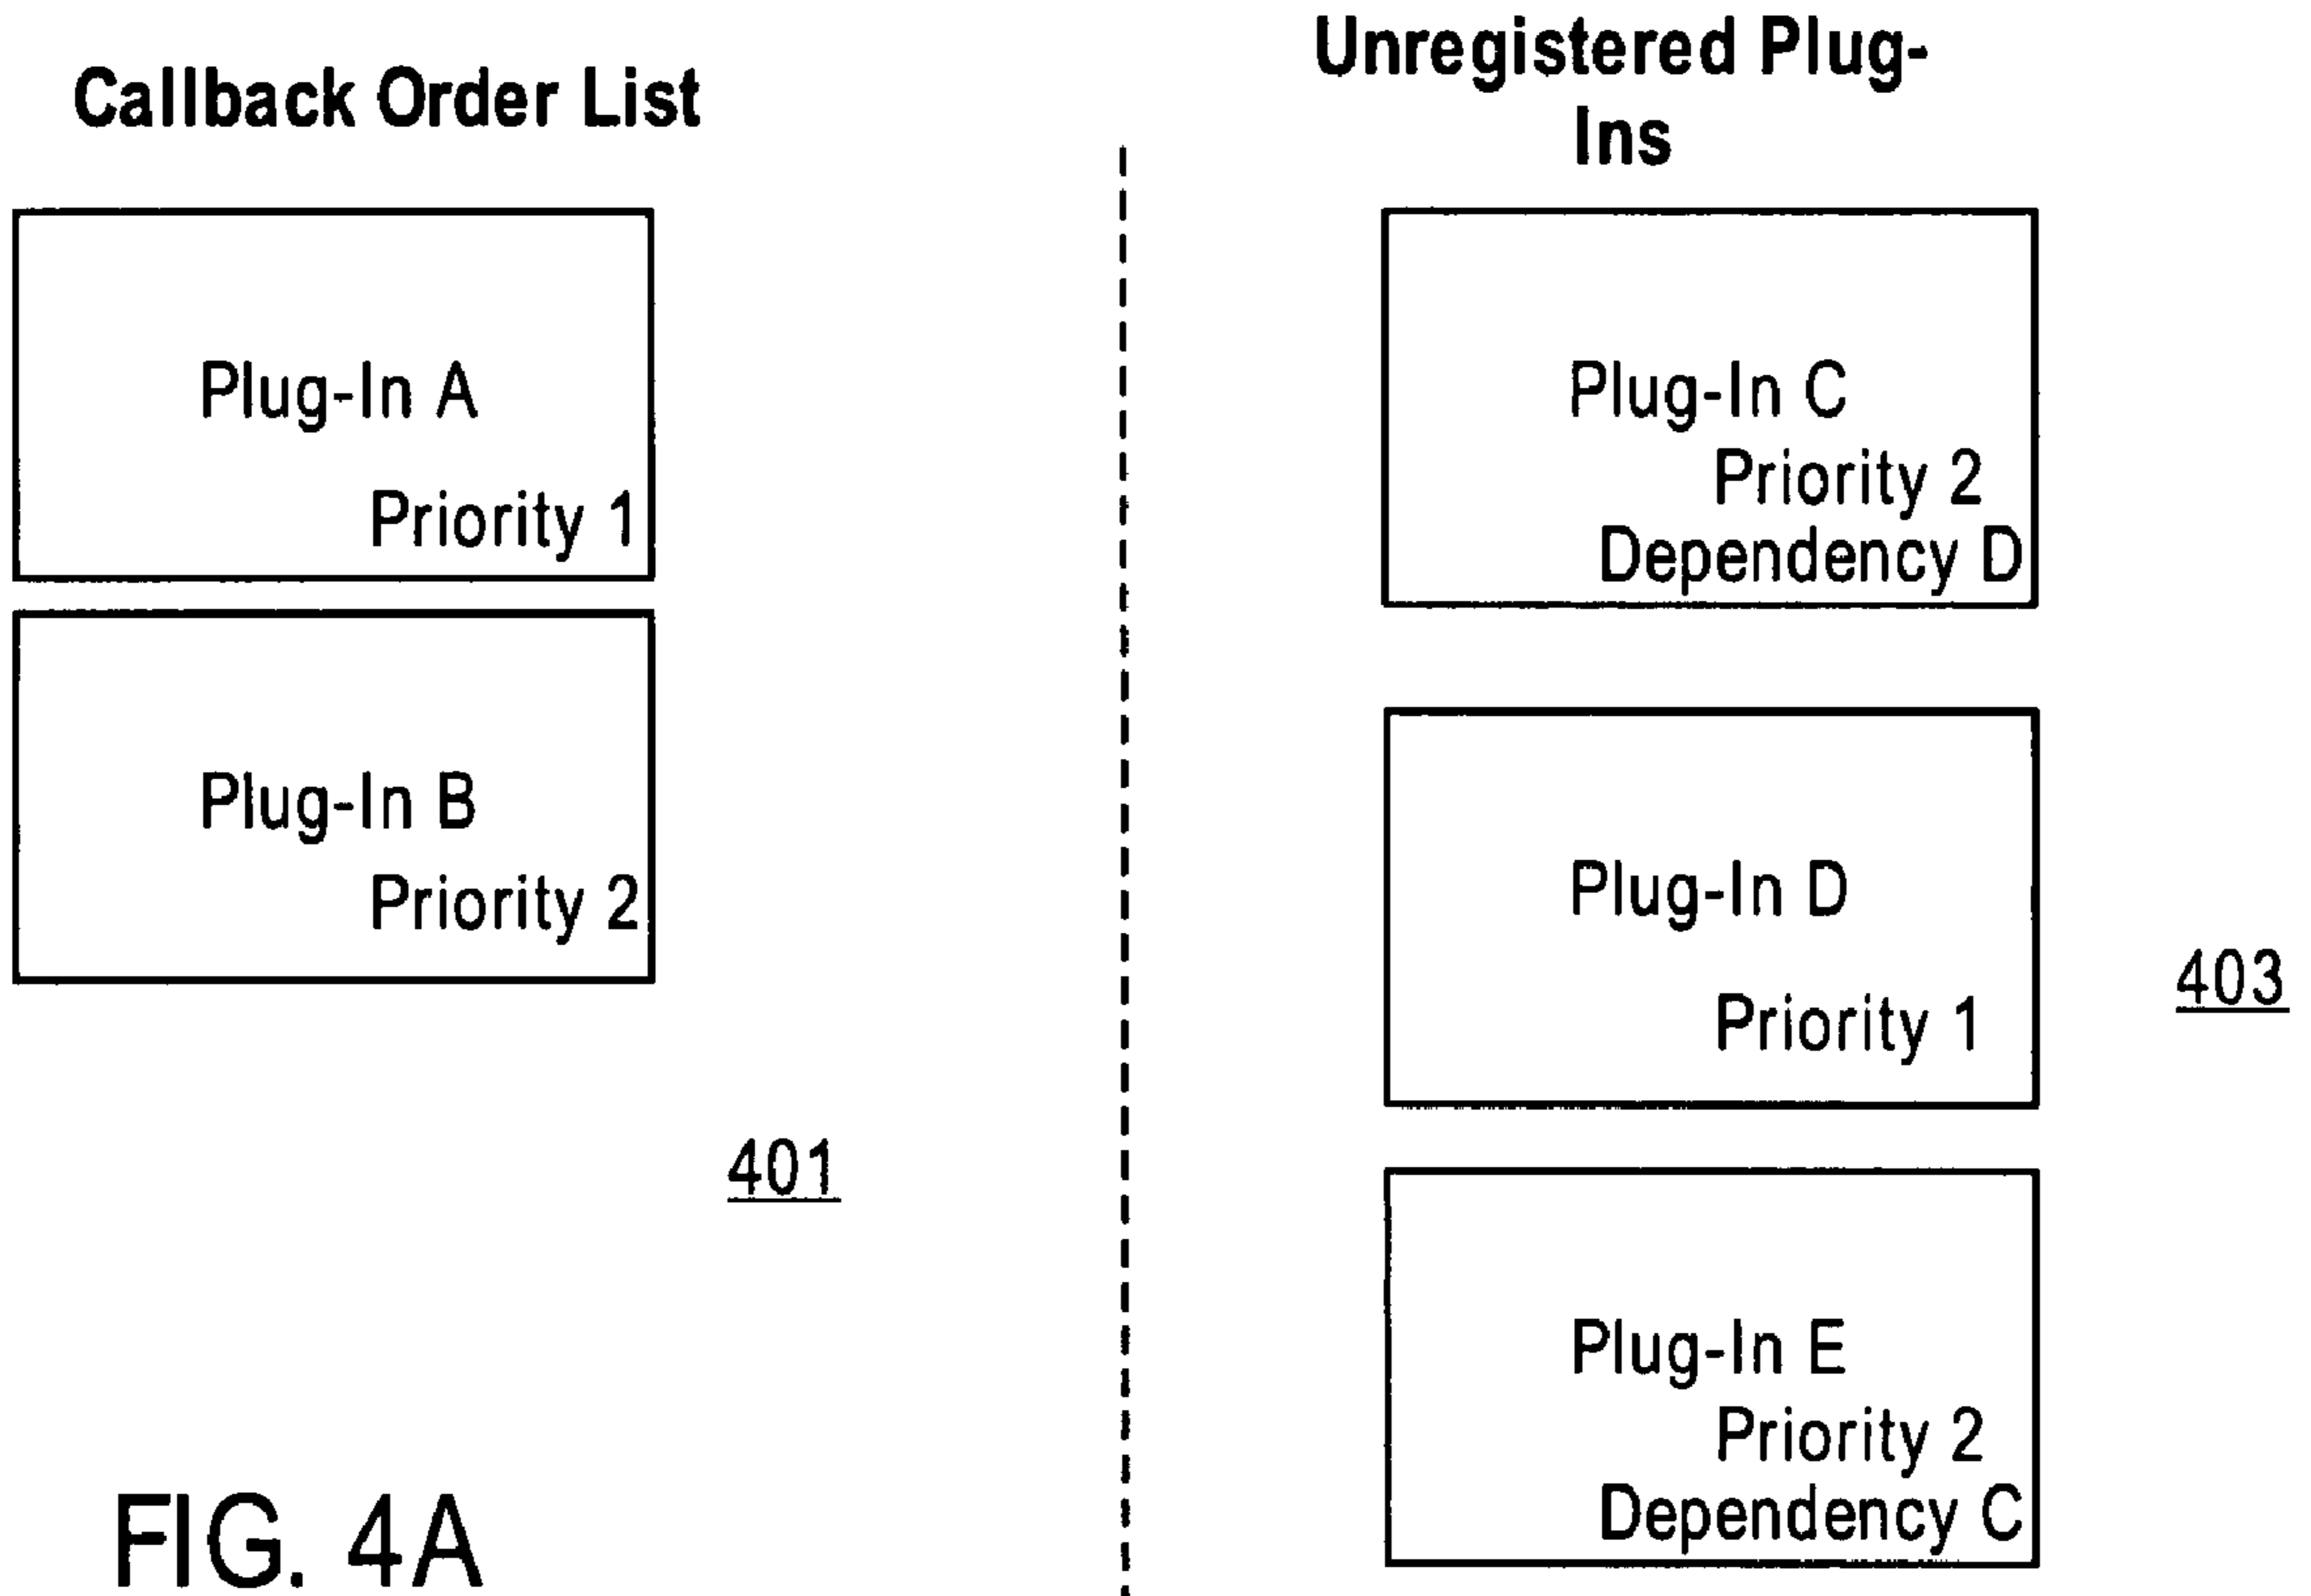 Callback Order List
Plug-In A
Priority 1
Plug-In B
Priority 2
401
FIG. 4A
Unregistered Plug-
Ins
Plug-In C
Priority 2
Dependency D
Plug-In D
Priority 1
403
Plug-In E
Priority 2
Dependency C